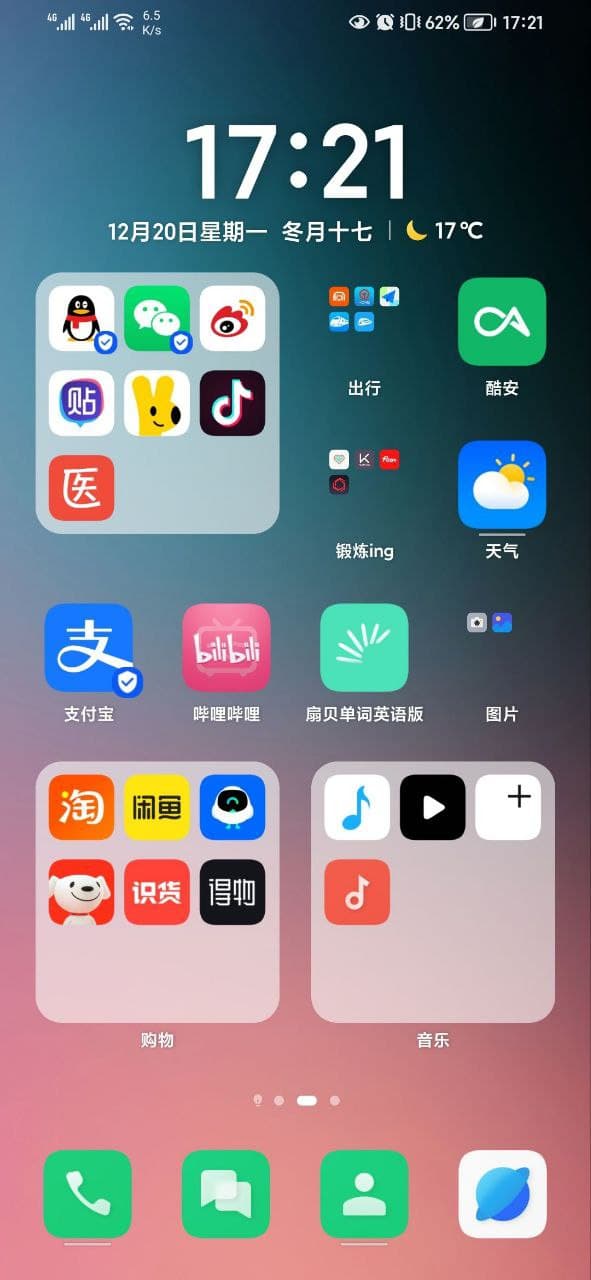 4G 4G 6.5 K/s 62% 17:21
17:21
12月20日星期一 冬月十七 17℃
贴
医
出行
酷安
锻炼ing
天气
支
bilibili
支付宝
哔哩哔哩
扇贝单词英语版
图片
淘
闲鱼
识货
得物
购物
音乐